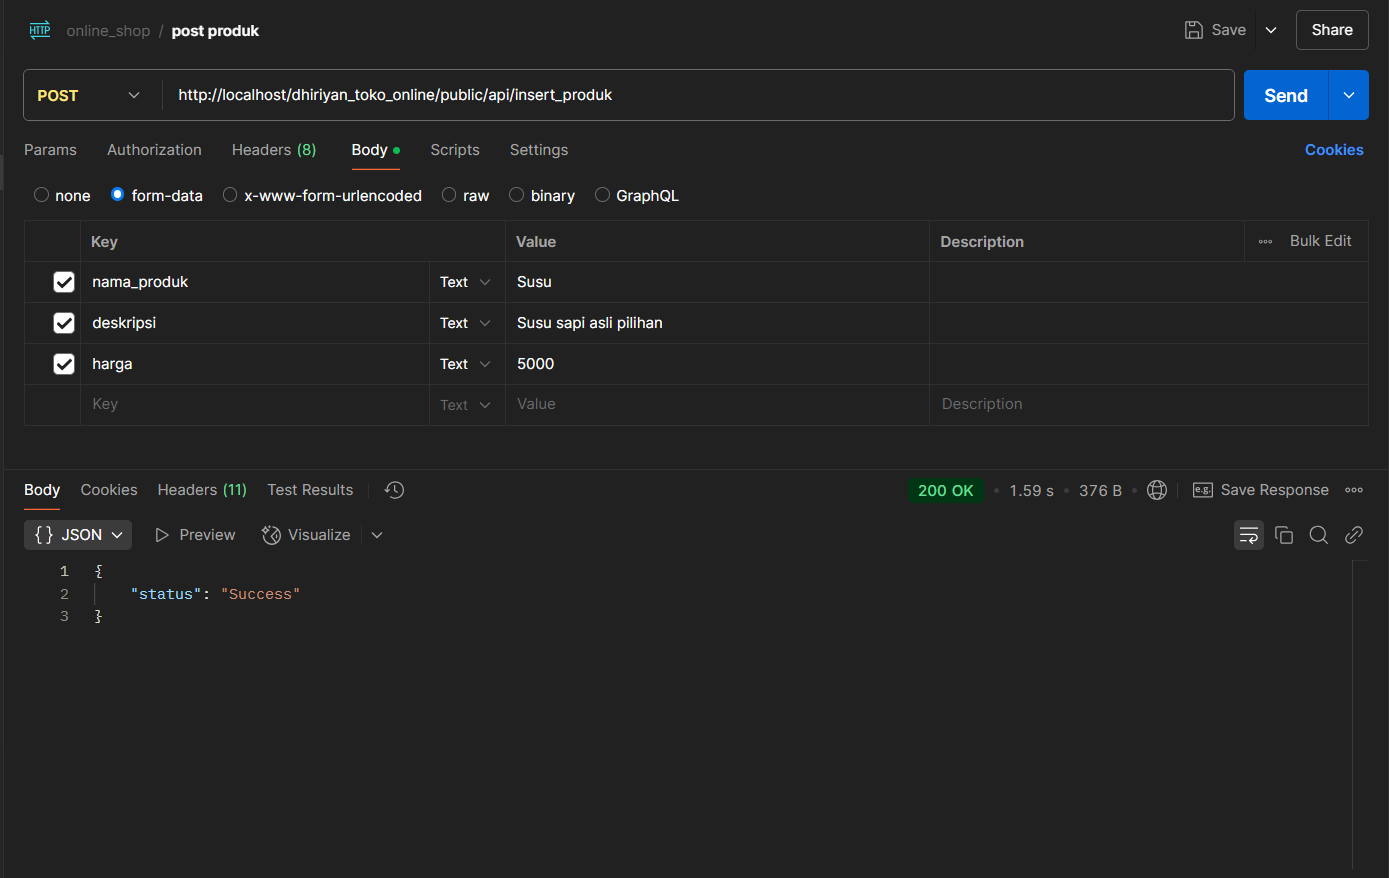 HTTP online_shop / post produk Save Share
POST http://localhost/dhiriyan_toko_online/public/api/insert_produk Send
Params Authorization Headers (8) Body Scripts Settings Cookies
none form-data x-www-form-urlencoded raw binary GraphQL
Key Value Description Bulk Edit
nama_produk Text Susu
deskripsi Text Susu sapi asli pilihan
harga Text 5000
Key Text Value Description
Body Cookies Headers (11) Test Results 200 OK 1.59 s 376 B e.g. Save Response
{} JSON Preview Visualize
1 {
2 "status": "Success"
3 }